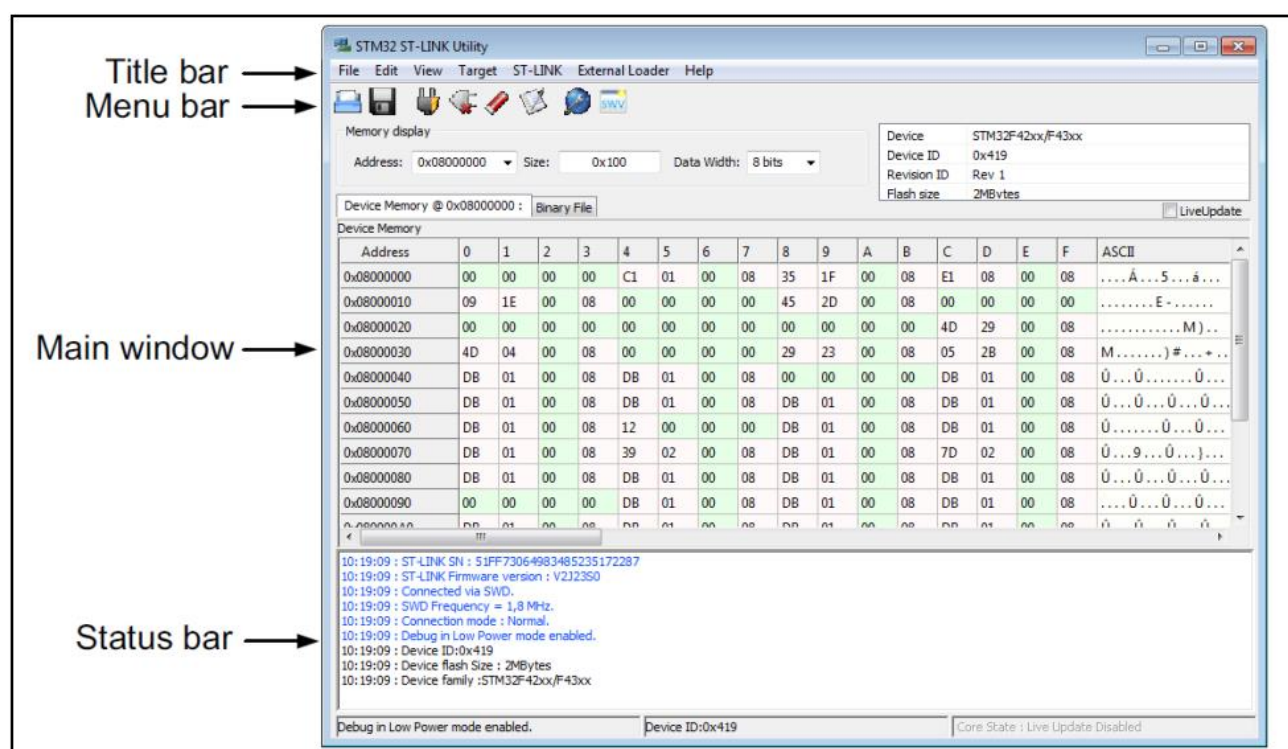 STM32 ST-LINK Utility
Title bar
File Edit View Target ST-LINK External Loader Help
Menu bar
SWV
Memory display
Address: 0x08000000 Size: 0x100 Data Width: 8 bits
Device STM32F42xx/F43xx
Device ID 0x419
Revision ID Rev 1
Flash size 2MBytes
Device Memory @ 0x08000000 : Binary File
LiveUpdate
Device Memory
Address 0 1 2 3 4 5 6 7 8 9 A B C D E F ASCII
0x08000000 00 00 00 00 C1 01 00 08 35 1F 00 08 E1 08 00 08 ....Á...5...á...
0x08000010 09 1E 00 08 00 00 00 00 45 2D 00 08 00 00 00 00 ........E-......
0x08000020 00 00 00 00 00 00 00 00 00 00 00 00 4D 29 00 08 ............M)..
Main window
0x08000030 4D 04 00 08 00 00 00 00 29 23 00 08 05 2B 00 08 M.......)#...+..
0x08000040 DB 01 00 08 DB 01 00 08 00 00 00 00 DB 01 00 08 Û...Û.......Û...
0x08000050 DB 01 00 08 DB 01 00 08 DB 01 00 08 DB 01 00 08 Û...Û...Û...Û...
0x08000060 DB 01 00 08 12 00 00 00 DB 01 00 08 DB 01 00 08 Û.......Û...Û...
0x08000070 DB 01 00 08 39 02 00 08 DB 01 00 08 7D 02 00 08 Û...9...Û...}...
0x08000080 DB 01 00 08 DB 01 00 08 DB 01 00 08 DB 01 00 08 Û...Û...Û...Û...
0x08000090 00 00 00 00 DB 01 00 08 DB 01 00 08 DB 01 00 08 ....Û...Û...Û...
10:19:09 : ST-LINK SN : 51FF73064983485235172287
10:19:09 : ST-LINK Firmware version : V2J23S0
10:19:09 : Connected via SWD.
10:19:09 : SWD Frequency = 1,8 MHz.
10:19:09 : Connection mode : Normal.
Status bar
10:19:09 : Debug in Low Power mode enabled.
10:19:09 : Device ID:0x419
10:19:09 : Device flash Size : 2MBytes
10:19:09 : Device family :STM32F42xx/F43xx
Debug in Low Power mode enabled. Device ID:0x419 Core State : Live Update Disabled